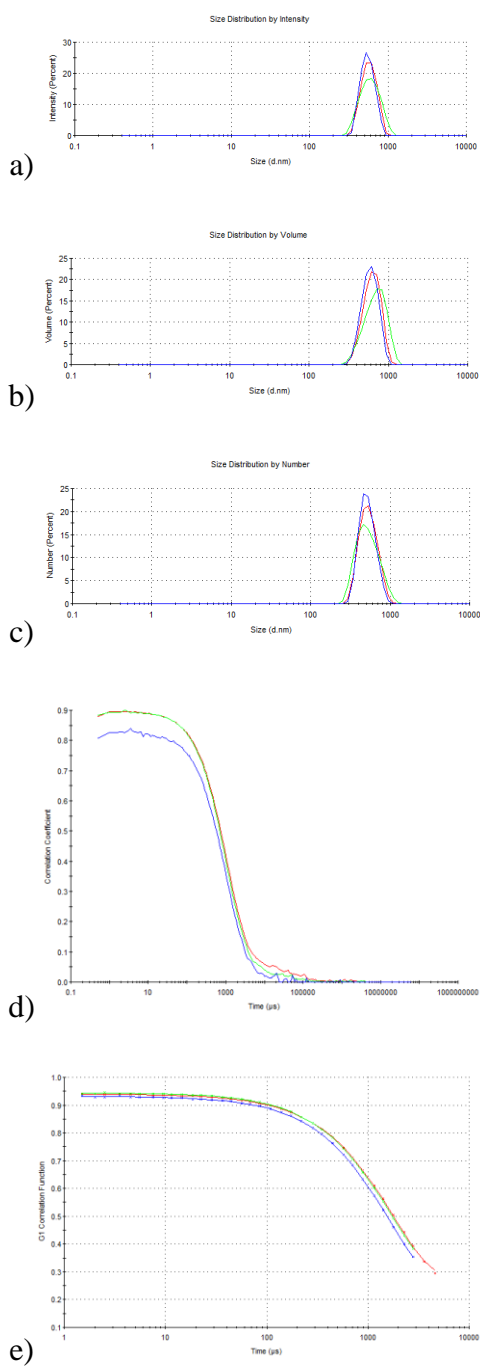 Size Distribution by Intensity
30
20
10
0
Intensity (Percent)
0.1 1 10 100 1000 10000
Size (d.nm)
a)
Size Distribution by Volume
25
20
15
10
5
0
Volume (Percent)
0.1 1 10 100 1000 10000
Size (d.nm)
b)
Size Distribution by Number
25
20
15
10
5
0
Number (Percent)
0.1 1 10 100 1000 10000
Size (d.nm)
c)
0.9
0.8
0.7
0.6
0.5
0.4
0.3
0.2
0.1
0.0
Correlation Coefficient
0.1 10 1000 100000 10000000 1000000000
Time (µs)
d)
1.0
0.9
0.8
0.7
0.6
0.5
0.4
0.3
0.2
0.1
G1 Correlation Function
1 10 100 1000 10000
Time (µs)
e)